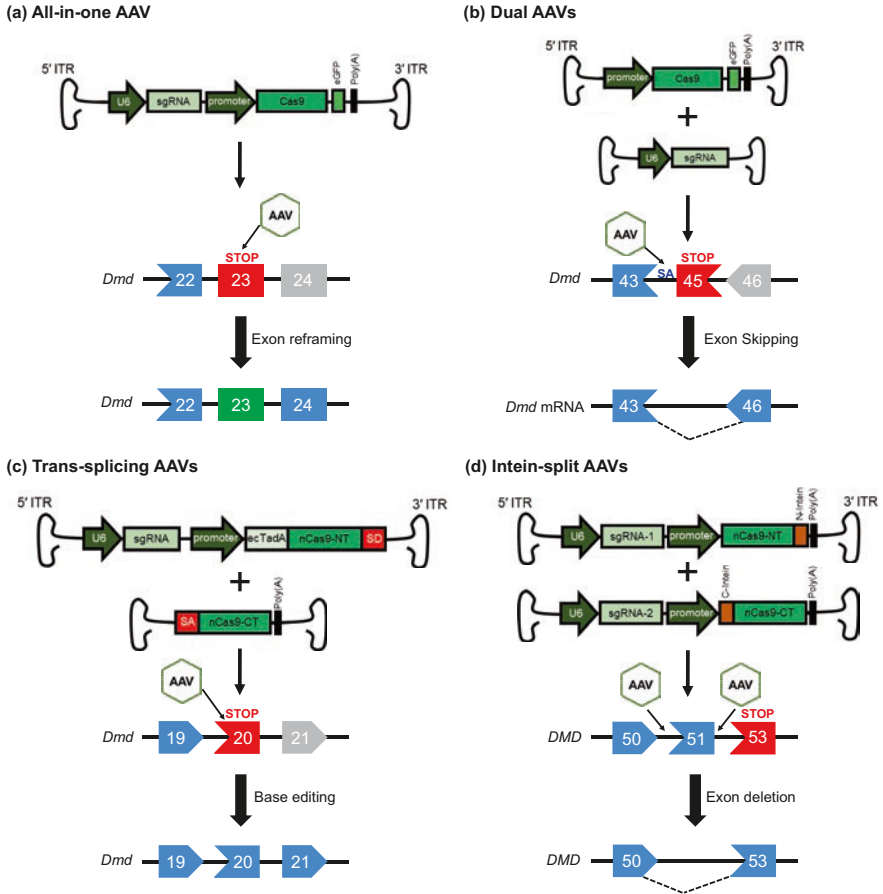 (a) All-in-one AAV
5′ ITR
U6
sgRNA
promoter
Cas9
eGFP
Poly(A)
3′ ITR
AAV
STOP
Dmd
22
23
24
Exon reframing
Dmd
22
23
24
(b) Dual AAVs
5′ ITR
promoter
Cas9
eGFP
Poly(A)
3′ ITR
+
U6
sgRNA
AAV
SA
STOP
Dmd
43
45
46
Exon Skipping
Dmd mRNA
43
46
(c) Trans-splicing AAVs
5′ ITR
U6
sgRNA
promoter
ecTadA
nCas9-NT
SD
3′ ITR
+
SA
nCas9-CT
Poly(A)
AAV
STOP
Dmd
19
20
21
Base editing
Dmd
19
20
21
(d) Intein-split AAVs
5′ ITR
U6
sgRNA-1
promoter
nCas9-NT
N-Intein
Poly(A)
3′ ITR
+
U6
sgRNA-2
promoter
C-Intein
nCas9-CT
Poly(A)
AAV
AAV
STOP
DMD
50
51
53
Exon deletion
DMD
50
53